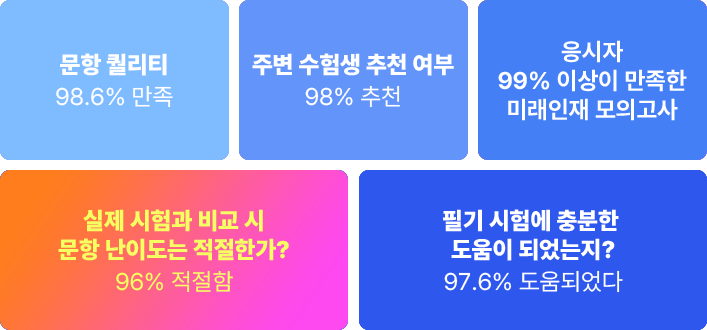 문항 퀄리티
98.6% 만족
주변 수험생 추천 여부
98% 추천
응시자
99% 이상이 만족한
미래인재 모의고사
실제 시험과 비교 시
문항 난이도는 적절한가?
96% 적절함
필기 시험에 충분한
도움이 되었는지?
97.6% 도움되었다